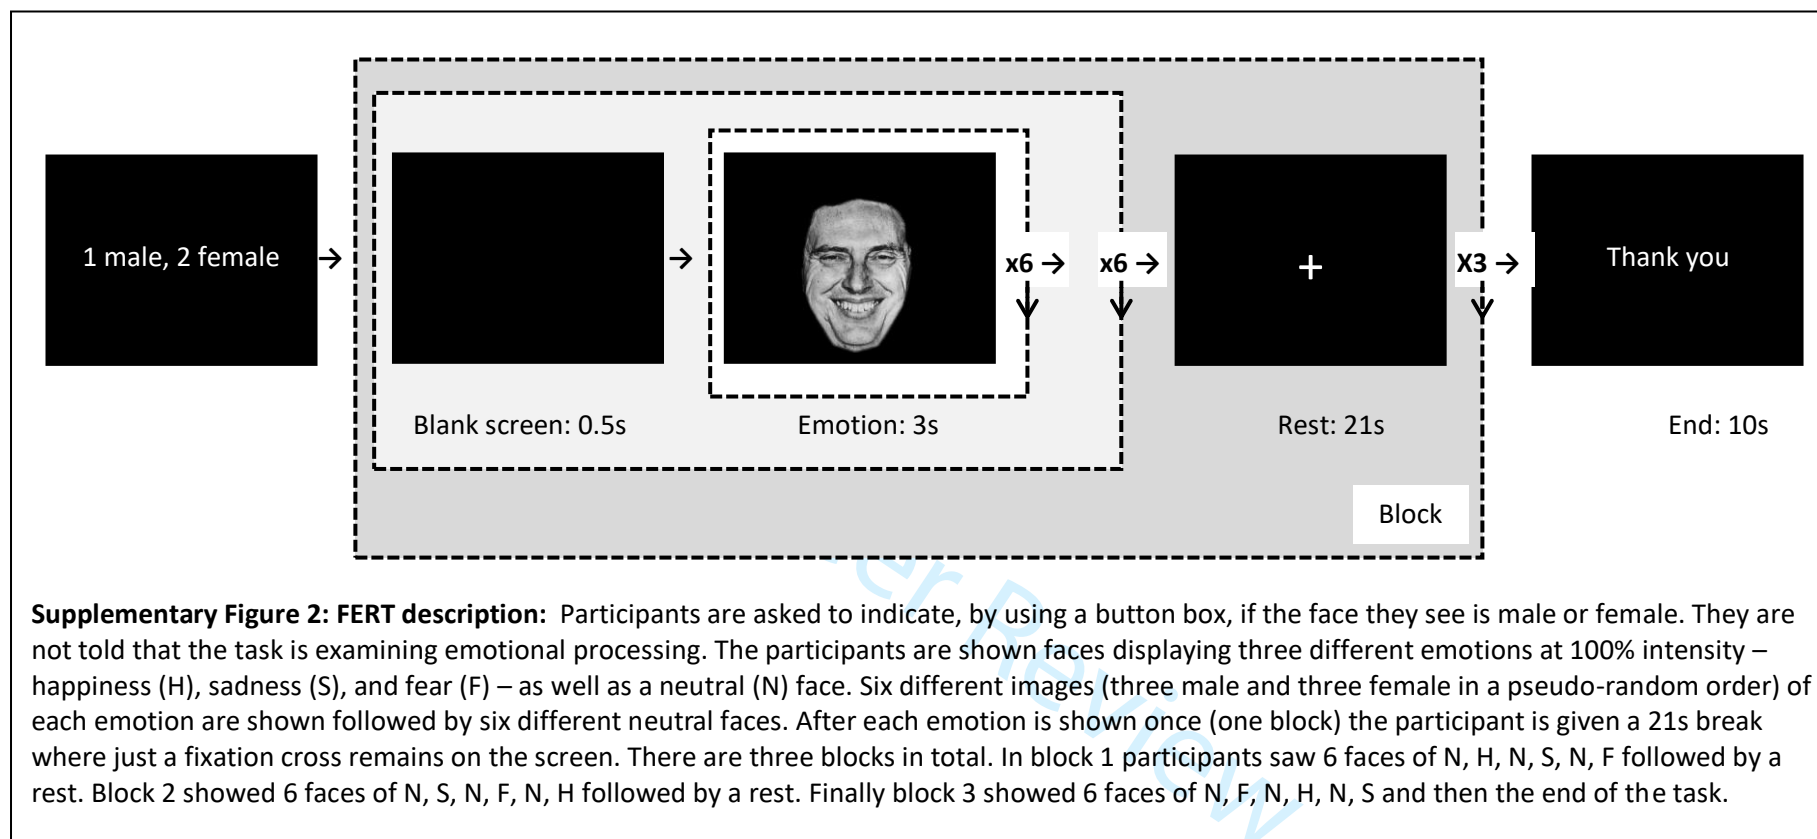 1 male, 2 female
→
→
x6 →
x6 →
+
X3 →
Thank you
Blank screen: 0.5s
Emotion: 3s
Rest: 21s
End: 10s
Block
er Review
Supplementary Figure 2: FERT description: Participants are asked to indicate, by using a button box, if the face they see is male or female. They are
not told that the task is examining emotional processing. The participants are shown faces displaying three different emotions at 100% intensity –
happiness (H), sadness (S), and fear (F) – as well as a neutral (N) face. Six different images (three male and three female in a pseudo-random order) of
each emotion are shown followed by six different neutral faces. After each emotion is shown once (one block) the participant is given a 21s break
where just a fixation cross remains on the screen. There are three blocks in total. In block 1 participants saw 6 faces of N, H, N, S, N, F followed by a
rest. Block 2 showed 6 faces of N, S, N, F, N, H followed by a rest. Finally block 3 showed 6 faces of N, F, N, H, N, S and then the end of the task.